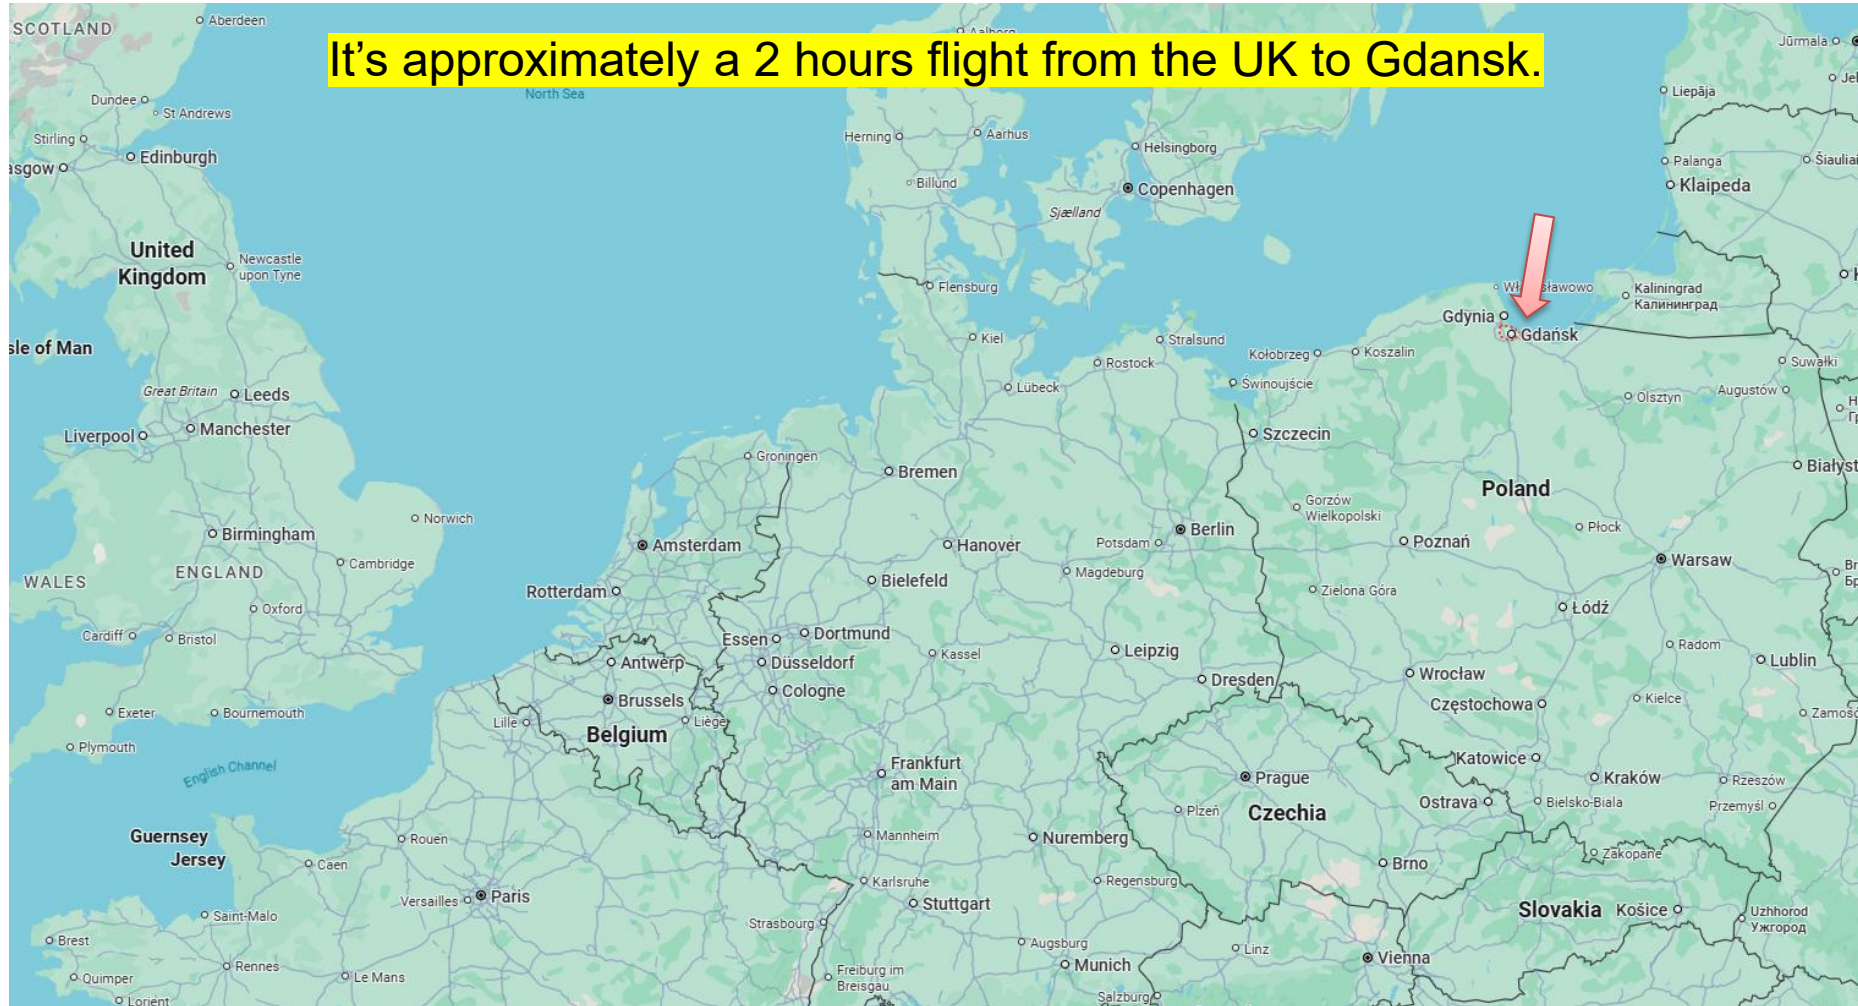 It’s approximately a 2 hours flight from the UK to Gdansk.
SCOTLAND
Aberdeen
Aalborg
Jūrmala
North Sea
Dundee
St Andrews
Liepāja
Stirling
Edinburgh
asgow
Herning
Aarhus
Helsingborg
Palanga
Šiauliai
Billund
Copenhagen
Klaipeda
Sjælland
United
Kingdom
Newcastle
upon Tyne
Flensburg
Kaliningrad
Калининград
Gdynia
Gdańsk
sle of Man
Kiel
Stralsund
Rostock
Kołobrzeg
Koszalin
Suwałki
Lübeck
Świnoujście
Great Britain
Leeds
Olsztyn
Augustów
Liverpool
Manchester
Szczecin
Groningen
Bremen
Białyst
Poland
Norwich
Gorzów
Wielkopolski
Birmingham
Płock
Berlin
Amsterdam
Hanover
Potsdam
Poznań
Warsaw
Cambridge
WALES
ENGLAND
Bielefeld
Magdeburg
Rotterdam
Zielona Góra
Oxford
Łódź
Cardiff
Bristol
Essen
Dortmund
Kassel
Leipzig
Radom
Antwerp
Düsseldorf
Lublin
Dresden
Wrocław
Cologne
Brussels
Częstochowa
Kielce
Exeter
Bournemouth
Lille
Liège
Zamość
Belgium
Plymouth
English Channel
Frankfurt
am Main
Katowice
Prague
Kraków
Rzeszów
Ostrava
Bielsko-Biala
Przemyśl
Plzeň
Czechia
Guernsey
Jersey
Rouen
Mannheim
Nuremberg
Zakopane
Caen
Brno
Karlsruhe
Regensburg
Versailles
Paris
Stuttgart
Slovakia
Košice
Uzhhorod
Ужгород
Saint-Malo
Strasbourg
Brest
Augsburg
Linz
Vienna
Munich
Rennes
Le Mans
Quimper
Freiburg im
Breisgau
Salzburg
Lorient